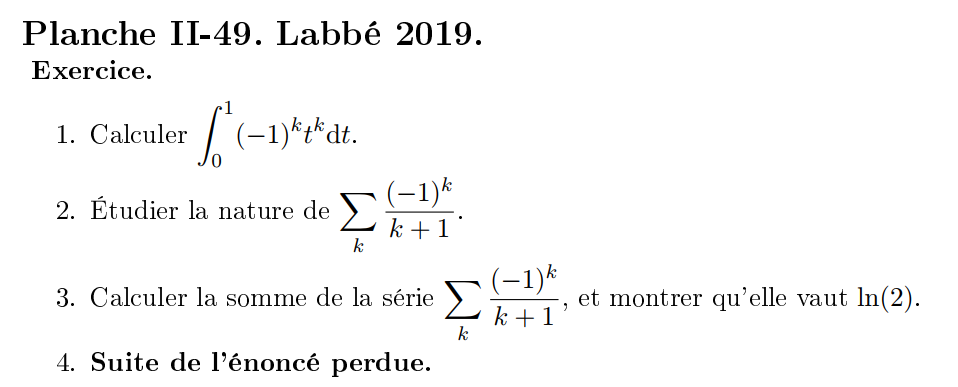 Planche II-49. Labbé 2019.
Exercice.
1. Calculer $\int_0^1 (-1)^k t^k \mathrm{d}t$.
2. Étudier la nature de $\sum_k \frac{(-1)^k}{k+1}$.
3. Calculer la somme de la série $\sum_k \frac{(-1)^k}{k+1}$, et montrer qu'elle vaut $\ln(2)$.
4. Suite de l'énoncé perdue.